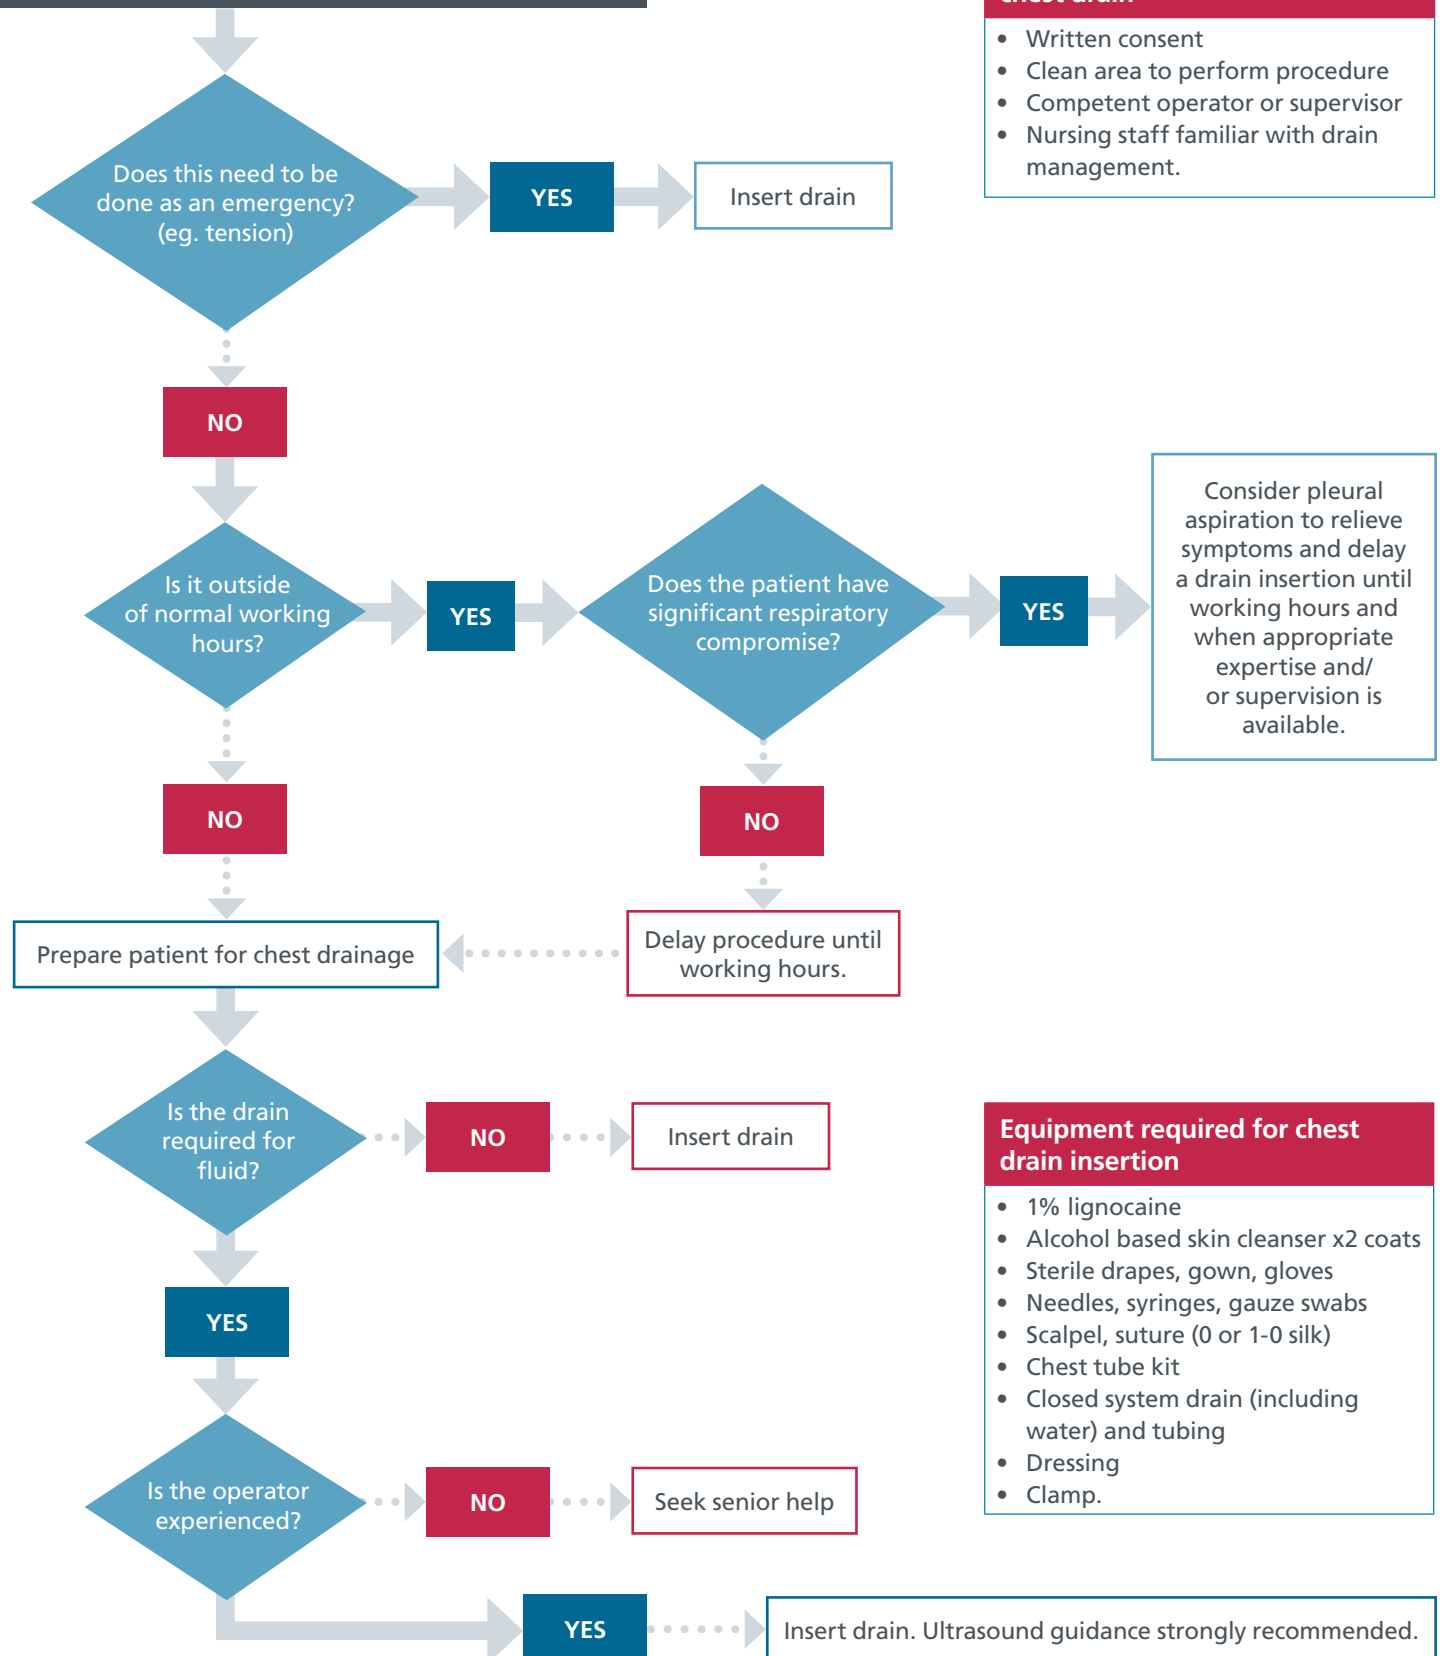 chest drain
• Written consent
• Clean area to perform procedure
• Competent operator or supervisor
• Nursing staff familiar with drain
management.
Does this need to be
done as an emergency?
(eg. tension)
YES
Insert drain
NO
Is it outside
of normal working
hours?
YES
Does the patient have
significant respiratory
compromise?
YES
Consider pleural
aspiration to relieve
symptoms and delay
a drain insertion until
working hours and
when appropriate
expertise and/
or supervision is
available.
NO
NO
Prepare patient for chest drainage
Delay procedure until
working hours.
Is the drain
required for
fluid?
NO
Insert drain
YES
Is the operator
experienced?
NO
Seek senior help
YES
Insert drain. Ultrasound guidance strongly recommended.
Equipment required for chest
drain insertion
• 1% lignocaine
• Alcohol based skin cleanser x2 coats
• Sterile drapes, gown, gloves
• Needles, syringes, gauze swabs
• Scalpel, suture (0 or 1-0 silk)
• Chest tube kit
• Closed system drain (including
water) and tubing
• Dressing
• Clamp.